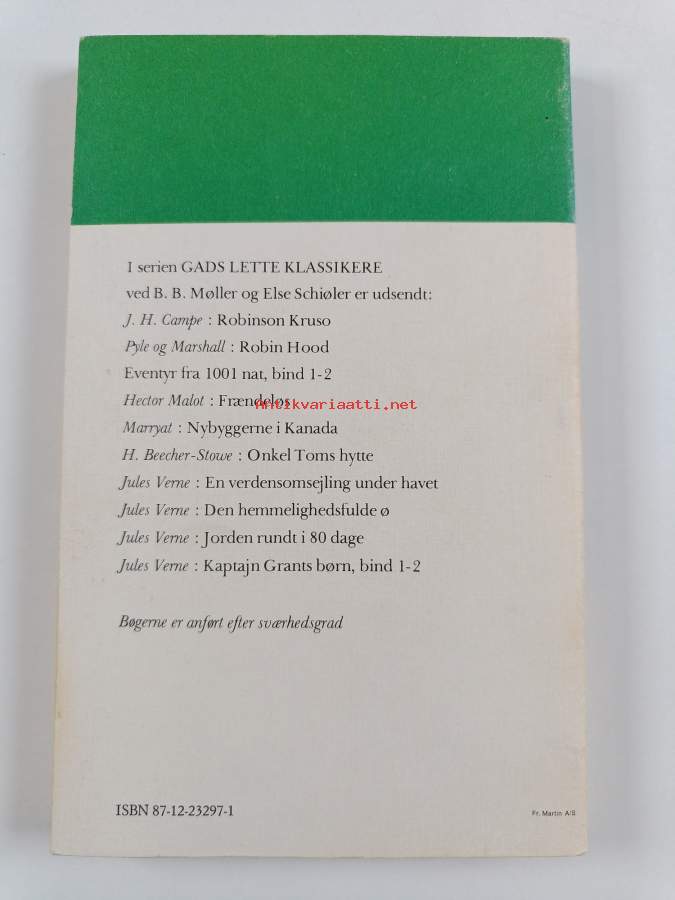 I serien GADS LETTE KLASSIKERE
ved B. B. Møller og Else Schiøler er udsendt:
J. H. Campe : Robinson Kruso
Pyle og Marshall : Robin Hood
Eventyr fra 1001 nat, bind 1-2
Hector Malot : Frændeløs
Antikvariaatti.net
Marryat : Nybyggerne i Kanada
H. Beecher-Stowe : Onkel Toms hytte
Jules Verne : En verdensomsejling under havet
Jules Verne : Den hemmelighedsfulde ø
Jules Verne : Jorden rundt i 80 dage
Jules Verne : Kaptajn Grants børn, bind 1-2
Bøgerne er anført efter sværhedsgrad
ISBN 87-12-23297-1
Fr. Martin A/S